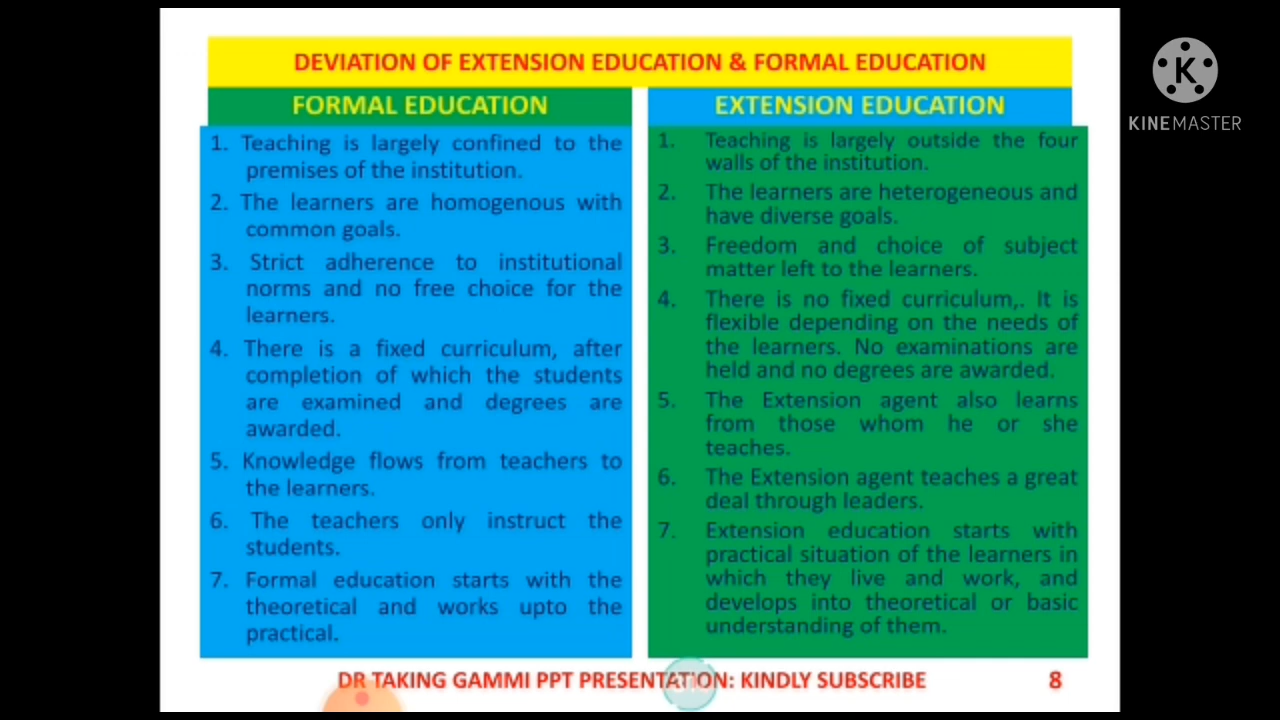 DEVIATION OF EXTENSION EDUCATION & FORMAL EDUCATION
FORMAL EDUCATION
1. Teaching is largely confined to the
premises of the institution.
2. The learners are homogenous with
common goals.
3. Strict adherence to institutional
norms and no free choice for the
learners.
4. There is a fixed curriculum, after
completion of which the students
are examined and degrees are
awarded.
5. Knowledge flows from teachers to
the learners.
6. The teachers only instruct the
students.
7. Formal education starts with the
theoretical and works upto the
practical.
EXTENSION EDUCATION
1. Teaching is largely outside the four
walls of the institution.
2. The learners are heterogeneous and
have diverse goals.
3. Freedom and choice of subject
matter left to the learners.
4. There is no fixed curriculum,. It is
flexible depending on the needs of
the learners. No examinations are
held and no degrees are awarded.
5. The Extension agent also learns
from those whom he or she
teaches.
6. The Extension agent teaches a great
deal through leaders.
7. Extension education starts with
practical situation of the learners in
which they live and work, and
develops into theoretical or basic
understanding of them.
DR TAKING GAMMI PPT PRESENTATION: KINDLY SUBSCRIBE
8
K
KINEMASTER